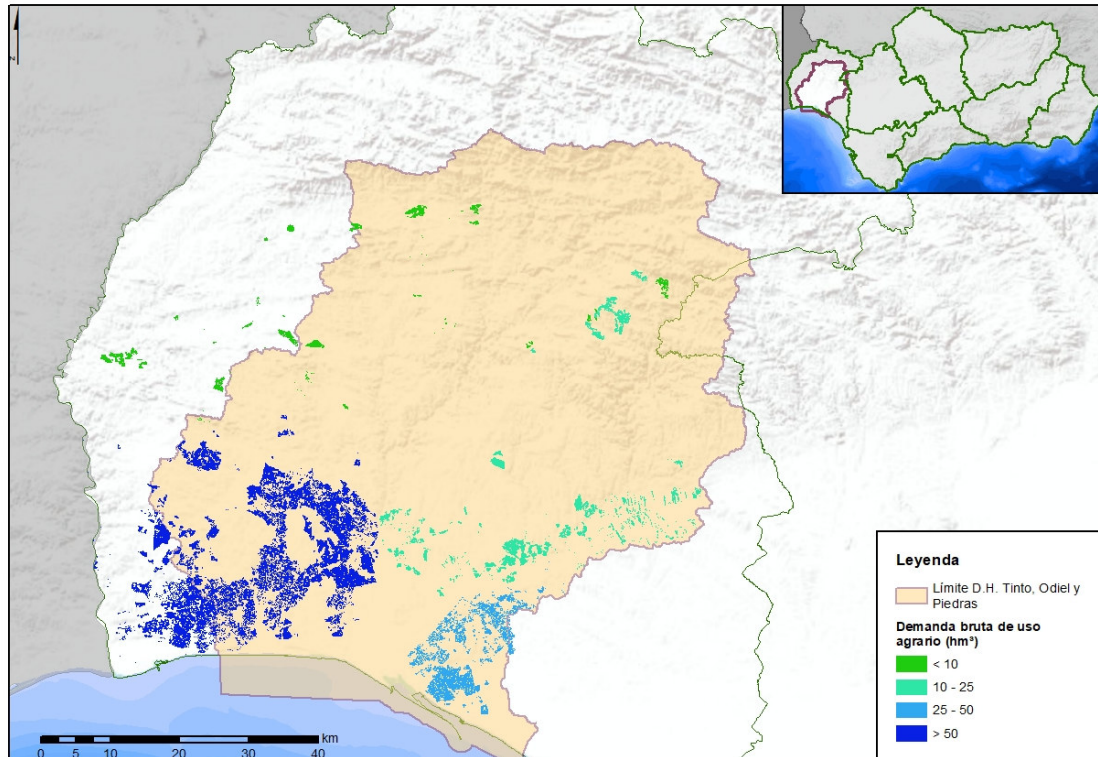 N
Leyenda
Límite D.H. Tinto, Odiel y
Piedras
Demanda bruta de uso
agrario (hm³)
< 10
10 - 25
25 - 50
> 50
km
0 5 10 20 30 40